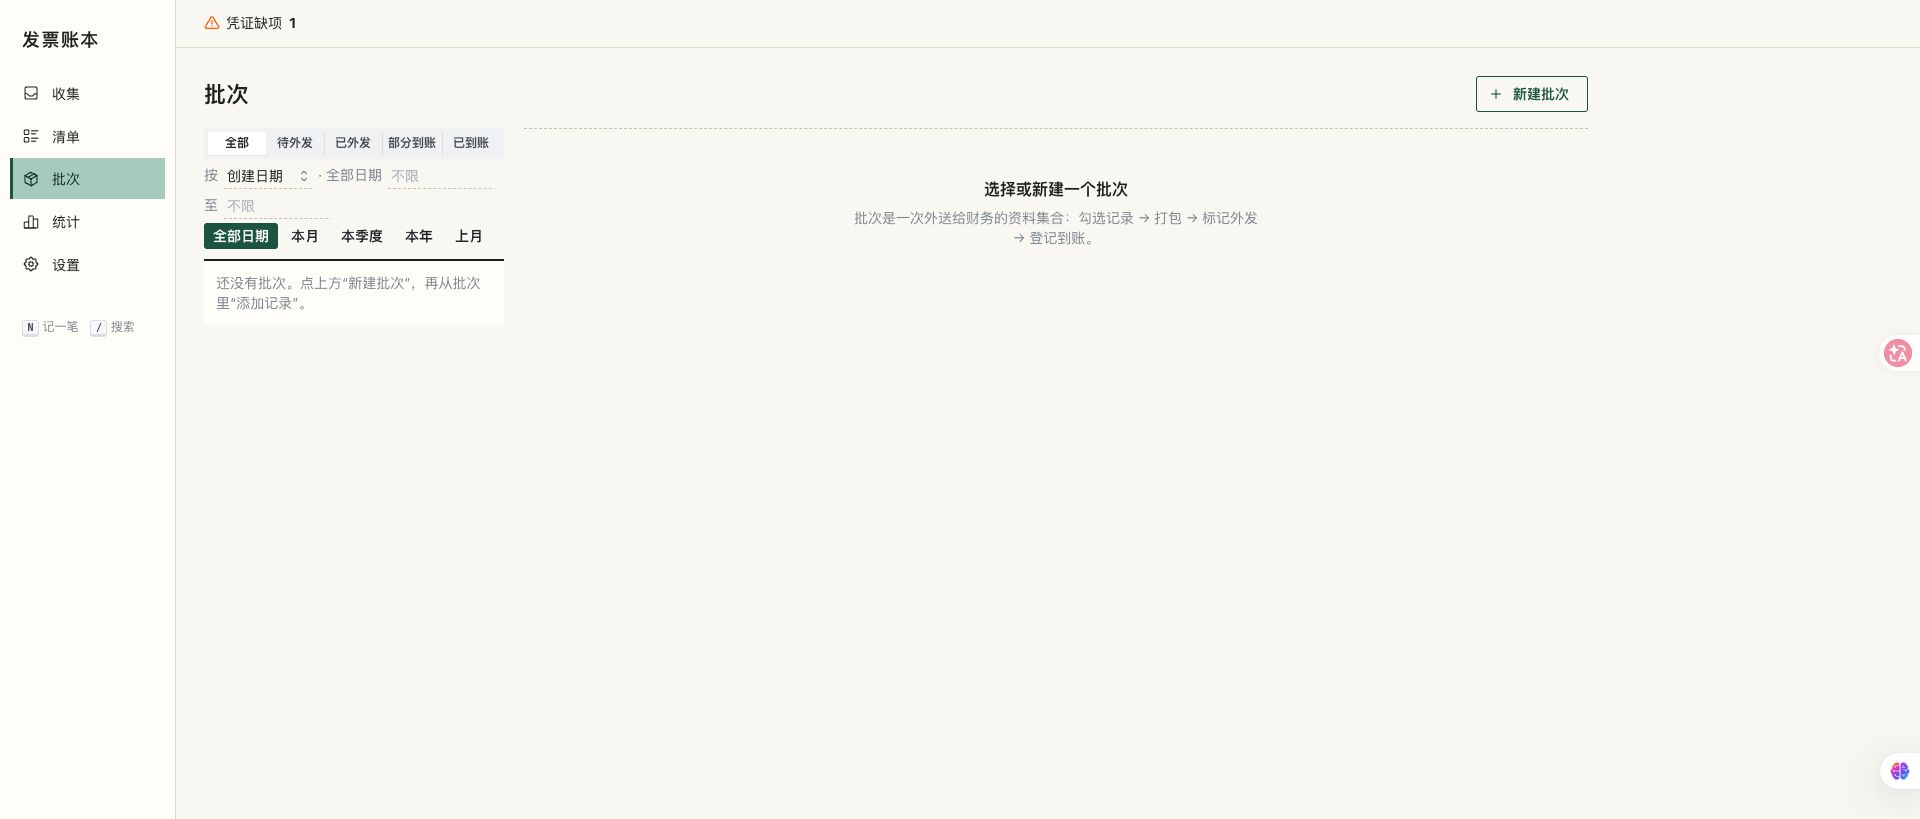 发票账本
收集
清单
批次
统计
设置
N 记一笔 / 搜索
凭证缺项 1
批次
新建批次
全部 待外发 已外发 部分到账 已到账
按 创建日期 · 全部日期 不限
至 不限
全部日期 本月 本季度 本年 上月
还没有批次。点上方“新建批次”，再从批次
里“添加记录”。
选择或新建一个批次
批次是一次外送给财务的资料集合：勾选记录 → 打包 → 标记外发
→ 登记到账。